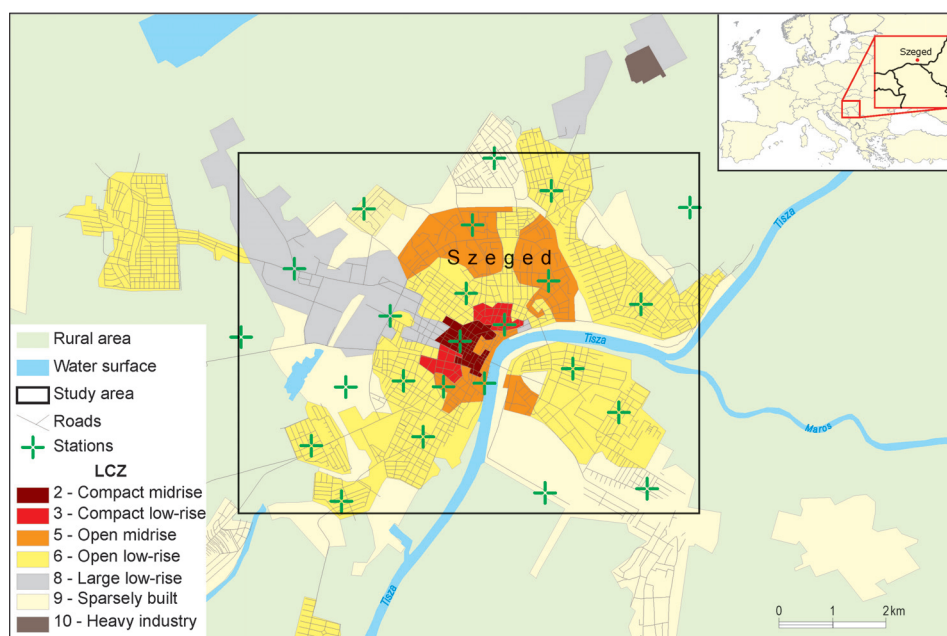 Szeged
Tisza
Szeged
Tisza
Maros
Tisza
Rural area
Water surface
Study area
Roads
Stations
LCZ
2 - Compact midrise
3 - Compact low-rise
5 - Open midrise
6 - Open low-rise
8 - Large low-rise
9 - Sparsely built
10 - Heavy industry
0 1 2 km